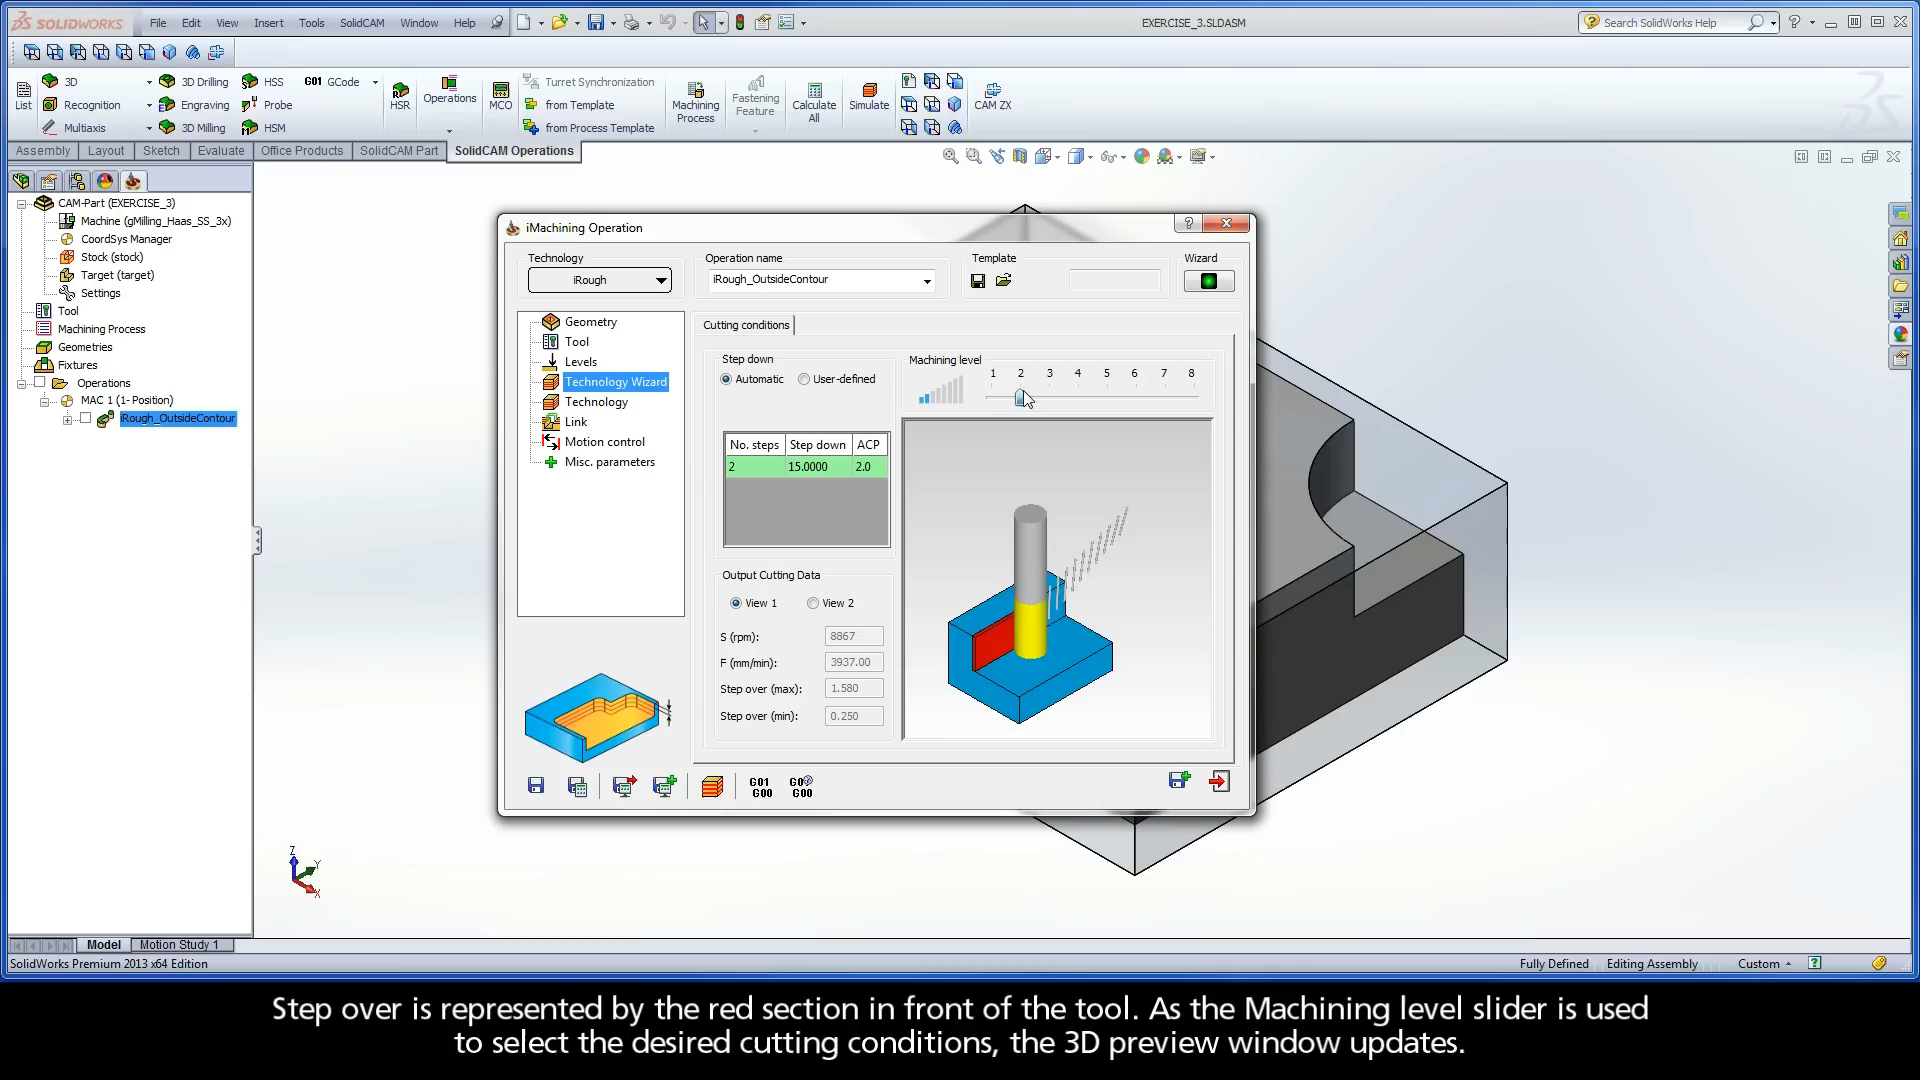 SOLIDWORKS File Edit View Insert Tools SolidCAM Window Help EXERCISE_3.SLDASM Search SolidWorks Help
3D 3D Drilling HSS G01 GCode Turret Synchronization
List Recognition Engraving Probe HSR Operations MCO from Template Machining Process Fastening Feature Calculate All Simulate CAM ZX
Multiaxis 3D Milling HSM from Process Template
Assembly Layout Sketch Evaluate Office Products SolidCAM Part SolidCAM Operations
CAM-Part (EXERCISE_3)
Machine (gMilling_Haas_SS_3x)
CoordSys Manager
Stock (stock)
Target (target)
Settings
Tool
Machining Process
Geometries
Fixtures
Operations
MAC 1 (1- Position)
iRough_OutsideContour
iMachining Operation
Technology Operation name Template Wizard
iRough iRough_OutsideContour
Geometry
Tool
Levels
Technology Wizard
Technology
Link
Motion control
Misc. parameters
Cutting conditions
Step down Machining level
Automatic User-defined 1 2 3 4 5 6 7 8
No. steps Step down ACP
2 15.0000 2.0
Output Cutting Data
View 1 View 2
S (rpm): 8867
F (mm/min): 3937.00
Step over (max): 1.580
Step over (min): 0.250
G01 G00 G0 G00
Z Y X
Model Motion Study 1
SolidWorks Premium 2013 x64 Edition Fully Defined Editing Assembly Custom
Step over is represented by the red section in front of the tool. As the Machining level slider is used
to select the desired cutting conditions, the 3D preview window updates.